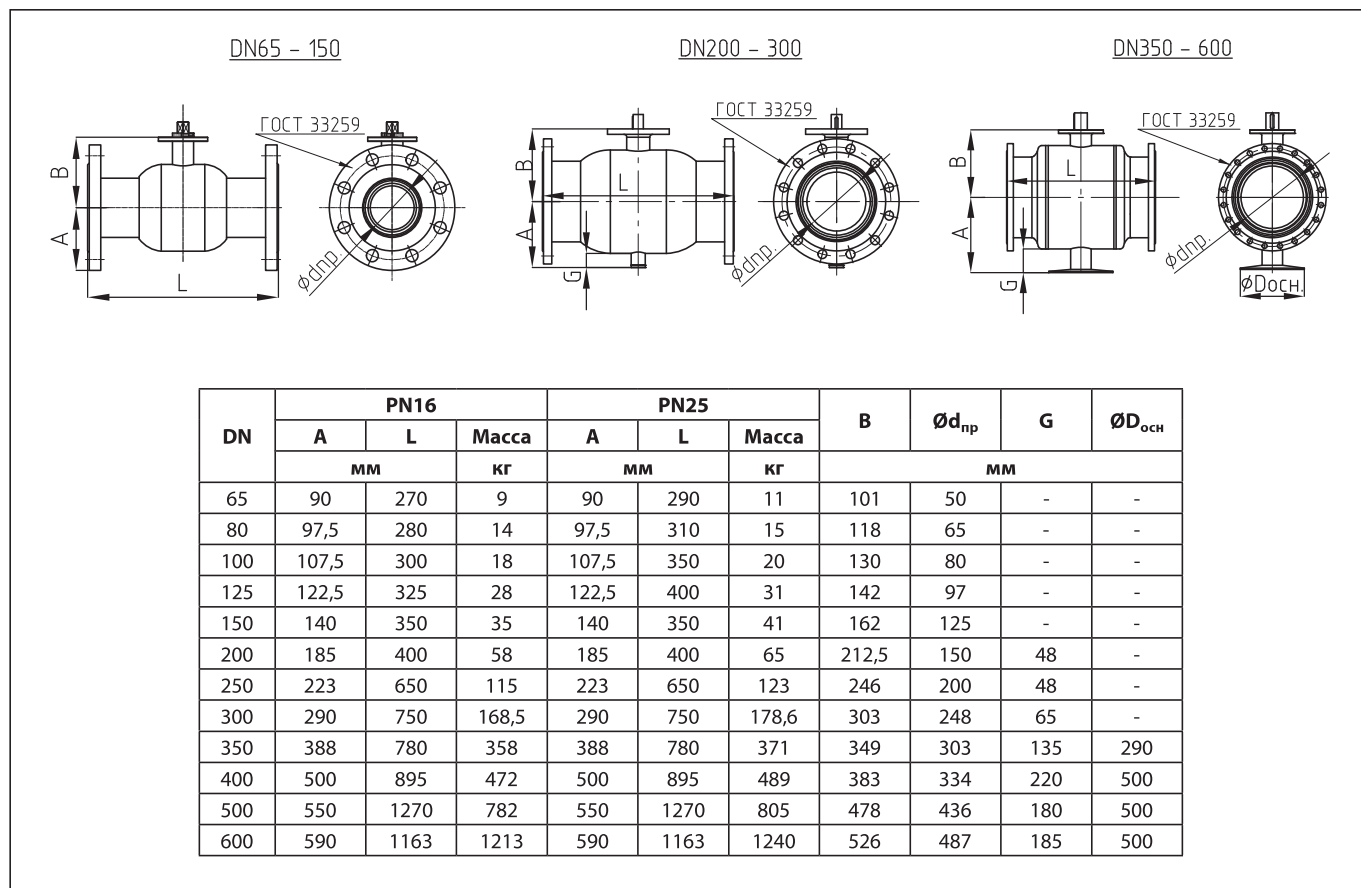 DN65 – 150
DN200 – 300
DN350 – 600
ГОСТ 33259
B
A
L
Ødпр.
ГОСТ 33259
B
A
L
G
Ødпр.
ГОСТ 33259
B
A
L
G
Ødпр.
ØDосн.
DN PN16 PN25 B Ødпр G ØDосн
A L Масса A L Масса
мм кг мм кг мм
65 90 270 9 90 290 11 101 50 - -
80 97,5 280 14 97,5 310 15 118 65 - -
100 107,5 300 18 107,5 350 20 130 80 - -
125 122,5 325 28 122,5 400 31 142 97 - -
150 140 350 35 140 350 41 162 125 - -
200 185 400 58 185 400 65 212,5 150 48 -
250 223 650 115 223 650 123 246 200 48 -
300 290 750 168,5 290 750 178,6 303 248 65 -
350 388 780 358 388 780 371 349 303 135 290
400 500 895 472 500 895 489 383 334 220 500
500 550 1270 782 550 1270 805 478 436 180 500
600 590 1163 1213 590 1163 1240 526 487 185 500